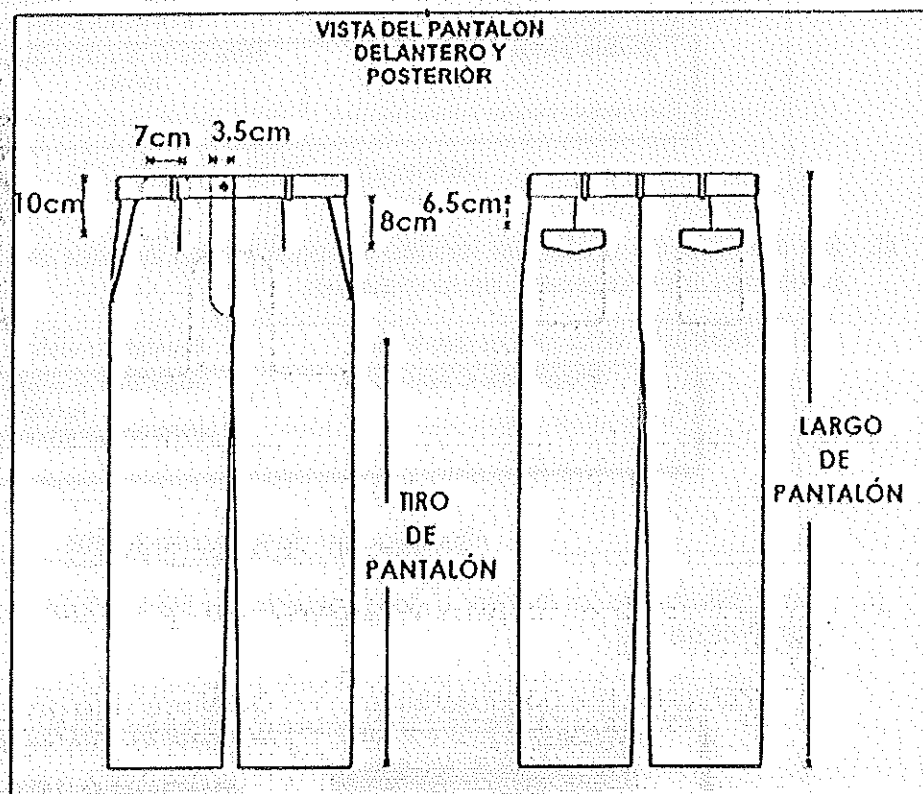 VISTA DEL PANTALON
DELANTERO Y
POSTERIOR
7cm 3.5cm
10cm
8cm
6.5cm
TIRO
DE
PANTALÓN
LARGO
DE
PANTALÓN